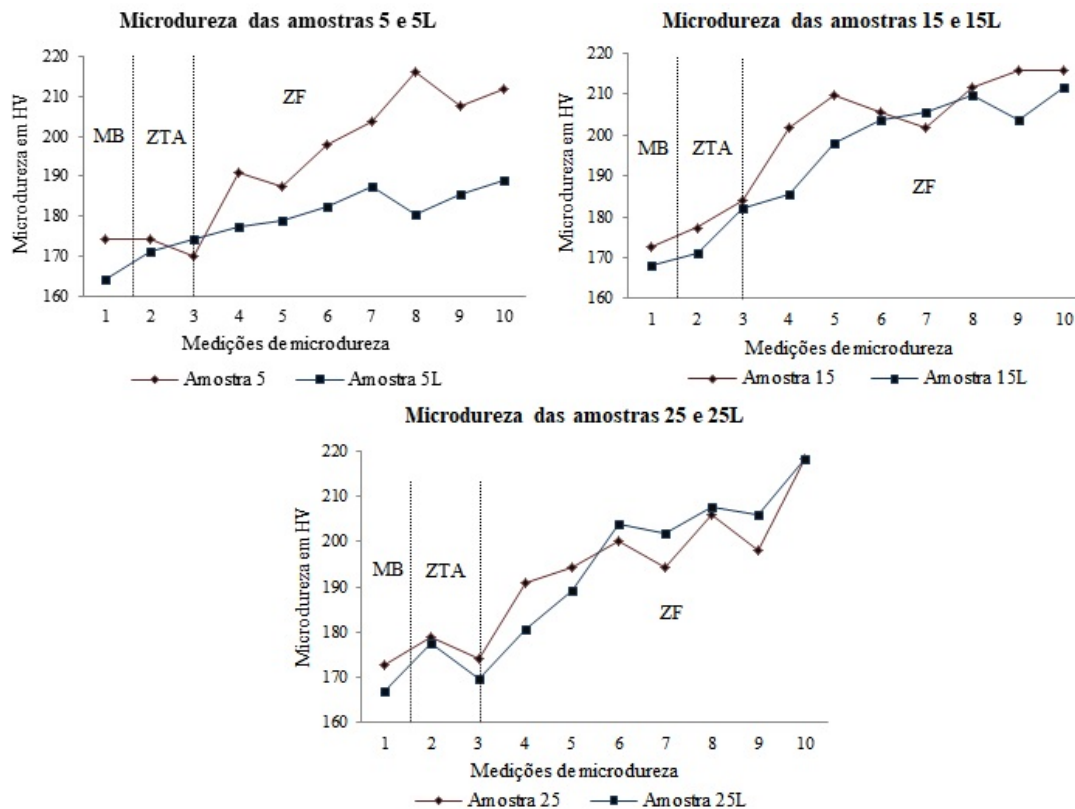 Microdureza das amostras 5 e 5L
220
210
200
190
180
170
160
Microdureza em HV
MB
ZTA
ZF
1 2 3 4 5 6 7 8 9 10
Medições de microdureza
Amostra 5 Amostra 5L
Microdureza das amostras 15 e 15L
220
210
200
190
180
170
160
Microdureza em HV
MB
ZTA
ZF
1 2 3 4 5 6 7 8 9 10
Medições de microdureza
Amostra 15 Amostra 15L
Microdureza das amostras 25 e 25L
220
210
200
190
180
170
160
Microdureza em HV
MB
ZTA
ZF
1 2 3 4 5 6 7 8 9 10
Medições de microdureza
Amostra 25 Amostra 25L